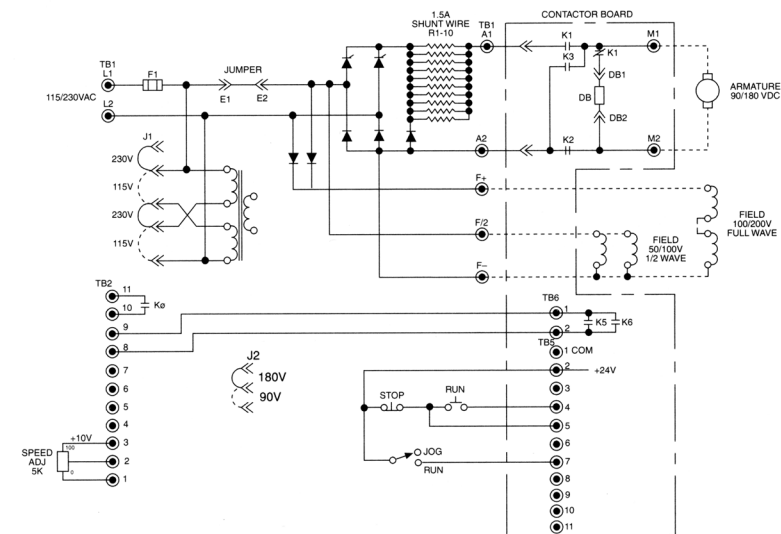 1.5A
SHUNT WIRE
R1-10
TB1
A1
CONTACTOR BOARD
K1
K3
K1
M1
TB1
L1
F1
JUMPER
E1
E2
115/230VAC
L2
DB1
DB
DB2
ARMATURE
90/180 VDC
J1
230V
115V
230V
115V
A2
K2
M2
F+
F/2
F−
FIELD
50/100V
1/2 WAVE
FIELD
100/200V
FULL WAVE
TB2
11
10
Kø
9
8
7
6
5
4
3
2
1
J2
180V
90V
TB6
1
2
K5
K6
TB5
1 COM
2
+24V
3
4
5
6
7
8
9
10
11
STOP
RUN
JOG
RUN
+10V
100
0
SPEED
ADJ
5K